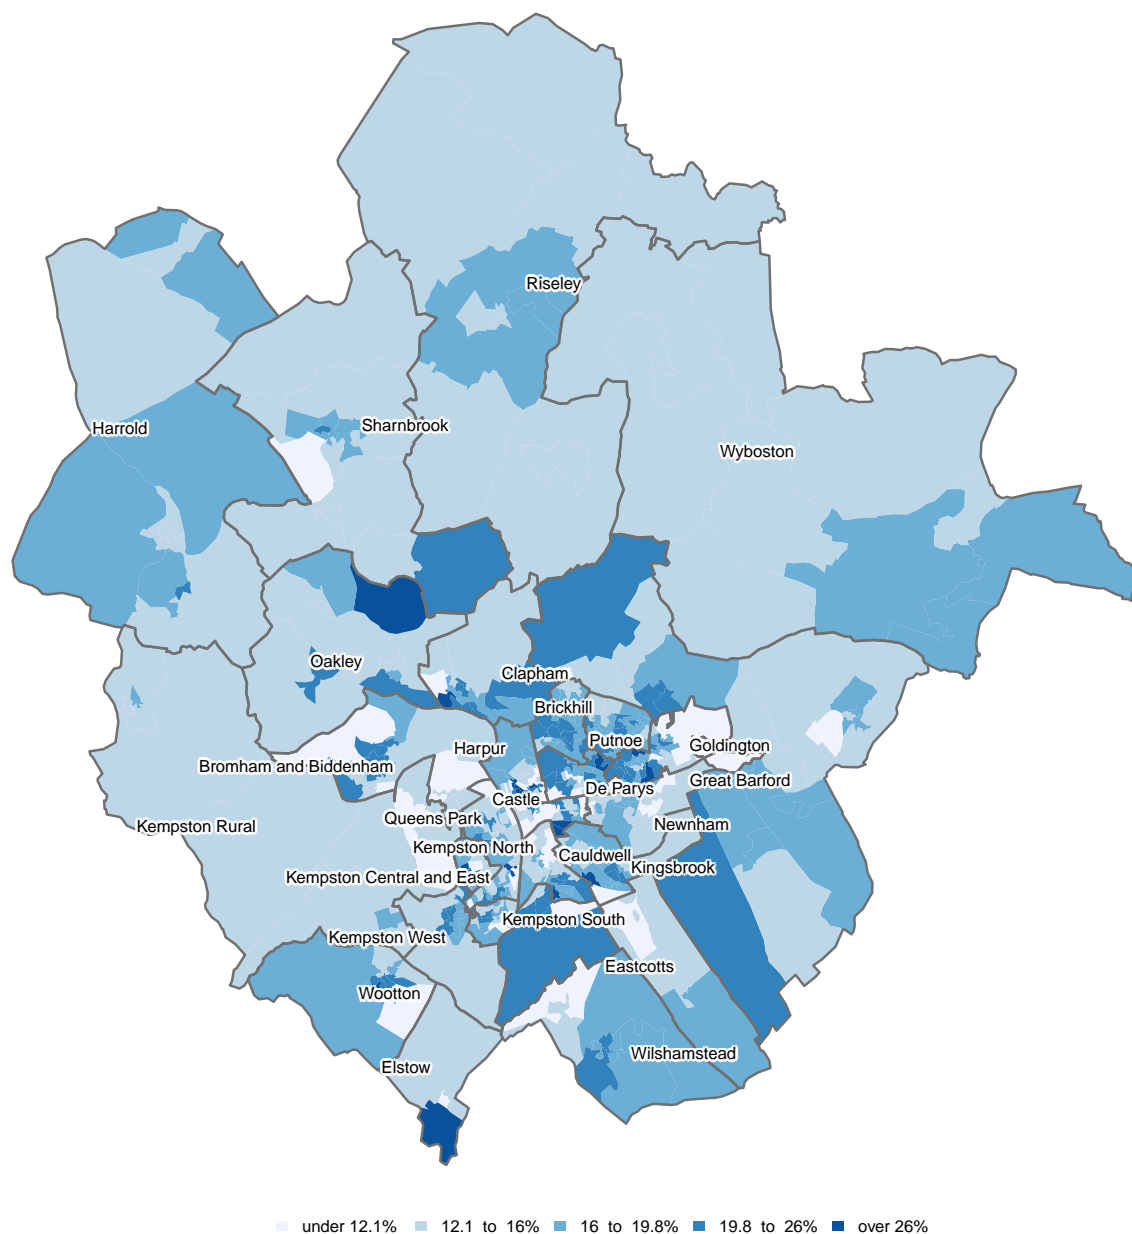 Riseley
Harrold
Sharnbrook
Wyboston
Oakley
Clapham
Brickhill
Putnoe
Harpur
Goldington
Bromham and Biddenham
Great Barford
De Parys
Castle
Queens Park
Kempston Rural
Newnham
Kempston North
Cauldwell
Kingsbrook
Kempston Central and East
Kempston South
Kempston West
Eastcotts
Wootton
Wilshamstead
Elstow
under 12.1% 12.1 to 16% 16 to 19.8% 19.8 to 26% over 26%